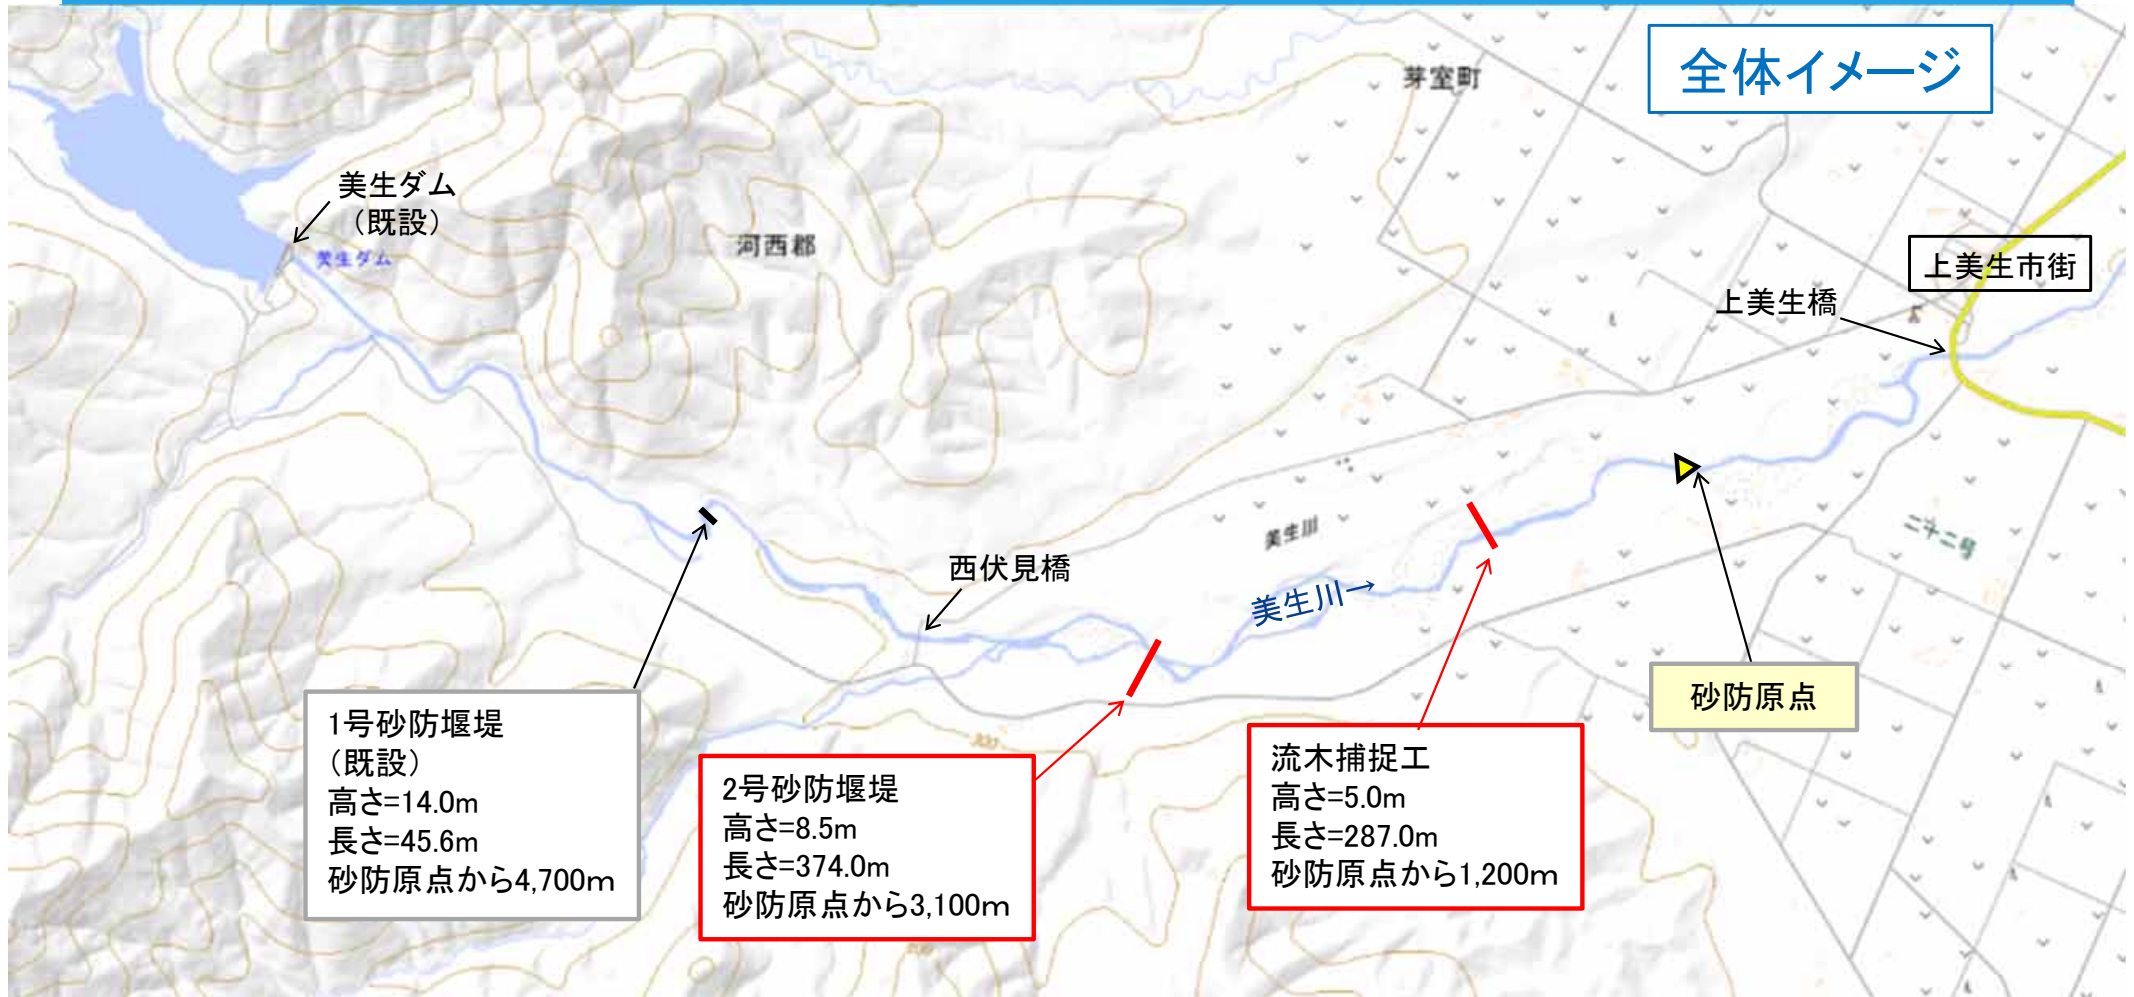 全体イメージ
芽室町
美生ダム
(既設)
美生ダム
河西郡
上美生市街
上美生橋
二十二号
美生川
西伏見橋
美生川→
砂防原点
1号砂防堰堤
(既設)
高さ=14.0m
長さ=45.6m
砂防原点から4,700m
2号砂防堰堤
高さ=8.5m
長さ=374.0m
砂防原点から3,100m
流木捕捉工
高さ=5.0m
長さ=287.0m
砂防原点から1,200m